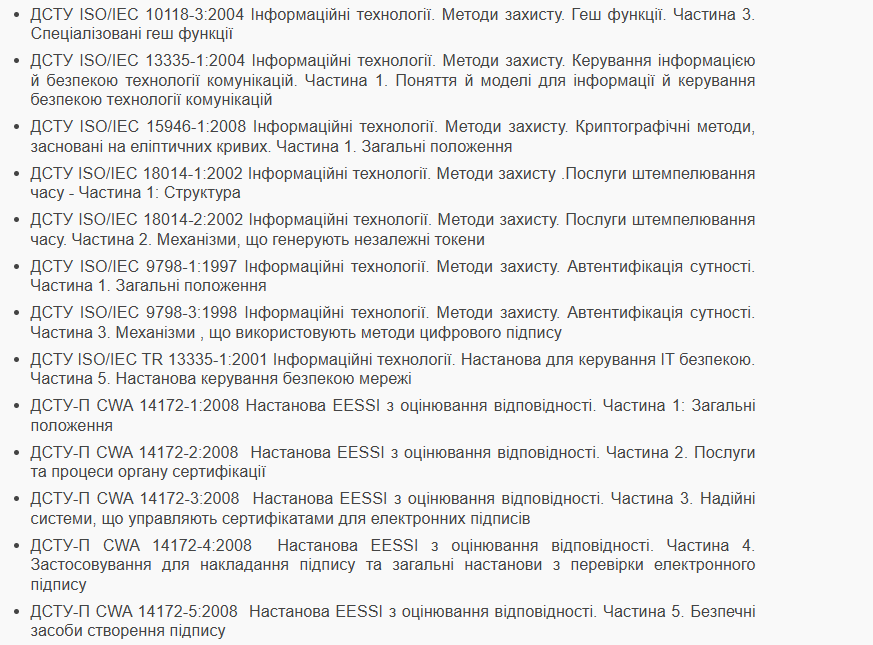 • ДСТУ ISO/IEC 10118-3:2004 Інформаційні технології. Методи захисту. Геш функції. Частина 3.
Спеціалізовані геш функції
• ДСТУ ISO/IEC 13335-1:2004 Інформаційні технології. Методи захисту. Керування інформацією
й безпекою технології комунікацій. Частина 1. Поняття й моделі для інформації й керування
безпекою технології комунікацій
• ДСТУ ISO/IEC 15946-1:2008 Інформаційні технології. Методи захисту. Криптографічні методи,
засновані на еліптичних кривих. Частина 1. Загальні положення
• ДСТУ ISO/IEC 18014-1:2002 Інформаційні технології. Методи захисту .Послуги штемпелювання
часу - Частина 1: Структура
• ДСТУ ISO/IEC 18014-2:2002 Інформаційні технології. Методи захисту. Послуги штемпелювання
часу. Частина 2. Механізми, що генерують незалежні токени
• ДСТУ ISO/IEC 9798-1:1997 Інформаційні технології. Методи захисту. Автентифікація сутності.
Частина 1. Загальні положення
• ДСТУ ISO/IEC 9798-3:1998 Інформаційні технології. Методи захисту. Автентифікація сутності.
Частина 3. Механізми , що використовують методи цифрового підпису
• ДСТУ ISO/IEC TR 13335-1:2001 Інформаційні технології. Настанова для керування ІТ безпекою.
Частина 5. Настанова керування безпекою мережі
• ДСТУ-П CWA 14172-1:2008 Настанова EESSI з оцінювання відповідності. Частина 1: Загальні
положення
• ДСТУ-П CWA 14172-2:2008 Настанова EESSI з оцінювання відповідності. Частина 2. Послуги
та процеси органу сертифікації
• ДСТУ-П CWA 14172-3:2008 Настанова EESSI з оцінювання відповідності. Частина 3. Надійні
системи, що управляють сертифікатами для електронних підписів
• ДСТУ-П CWA 14172-4:2008 Настанова EESSI з оцінювання відповідності. Частина 4.
Застосовування для накладання підпису та загальні настанови з перевірки електронного
підпису
• ДСТУ-П CWA 14172-5:2008 Настанова EESSI з оцінювання відповідності. Частина 5. Безпечні
засоби створення підпису